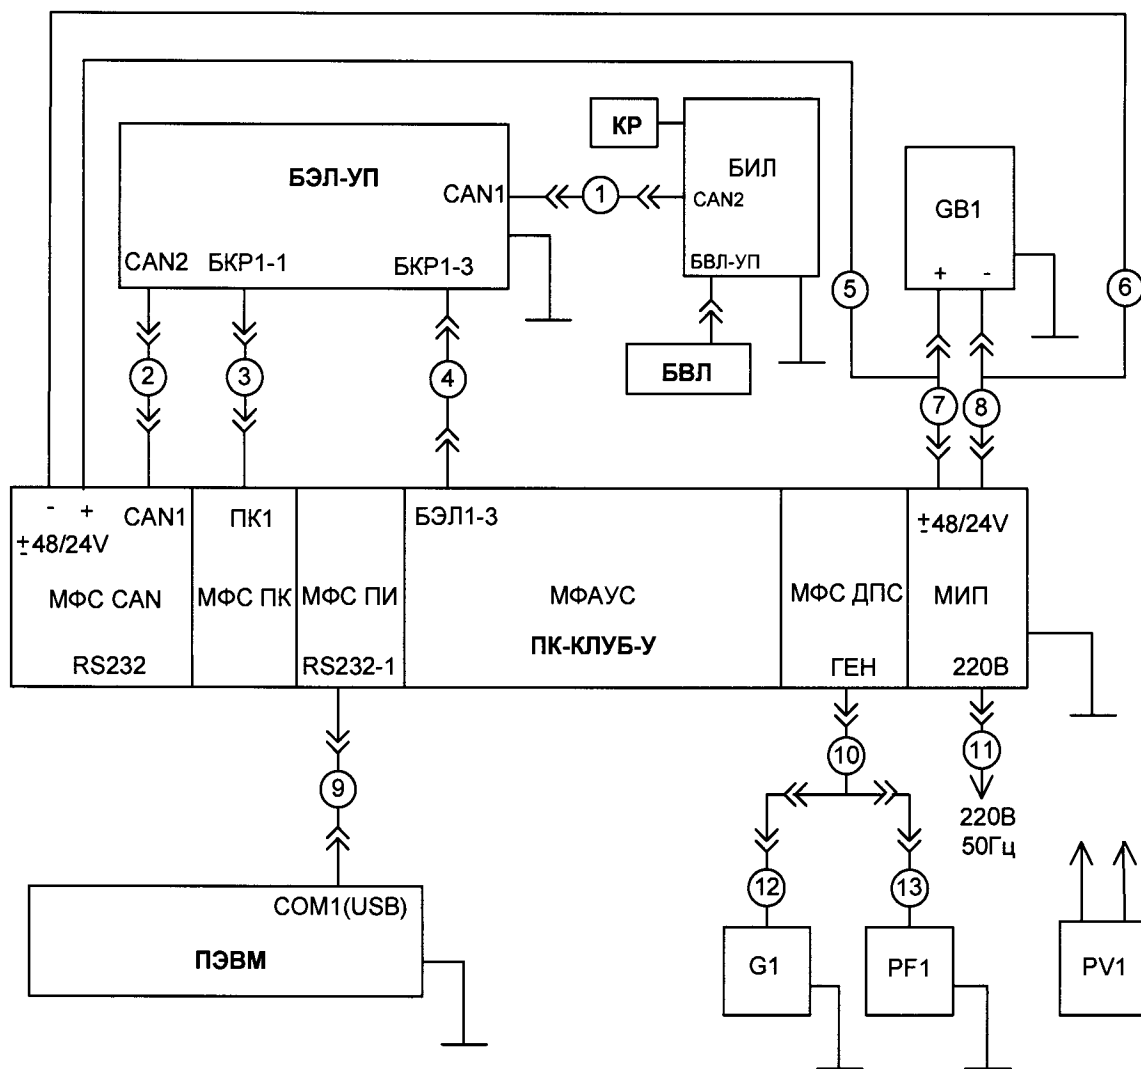 КР
БЭЛ-УП
CAN1
1
БИЛ
CAN2
GB1
CAN2
БКР1-1
БКР1-3
БВЛ-УП
+ -
5
6
2
3
4
БВЛ
7
8
- +
CAN1
ПК1
БЭЛ1-3
±48/24V
±48/24V
МФС CAN
МФС ПК
МФС ПИ
МФАУС
МФС ДПС
МИП
ПК-КЛУБ-У
RS232
RS232-1
ГЕН
220В
10
11
9
220В
50Гц
12
13
COM1(USB)
ПЭВМ
G1
PF1
PV1